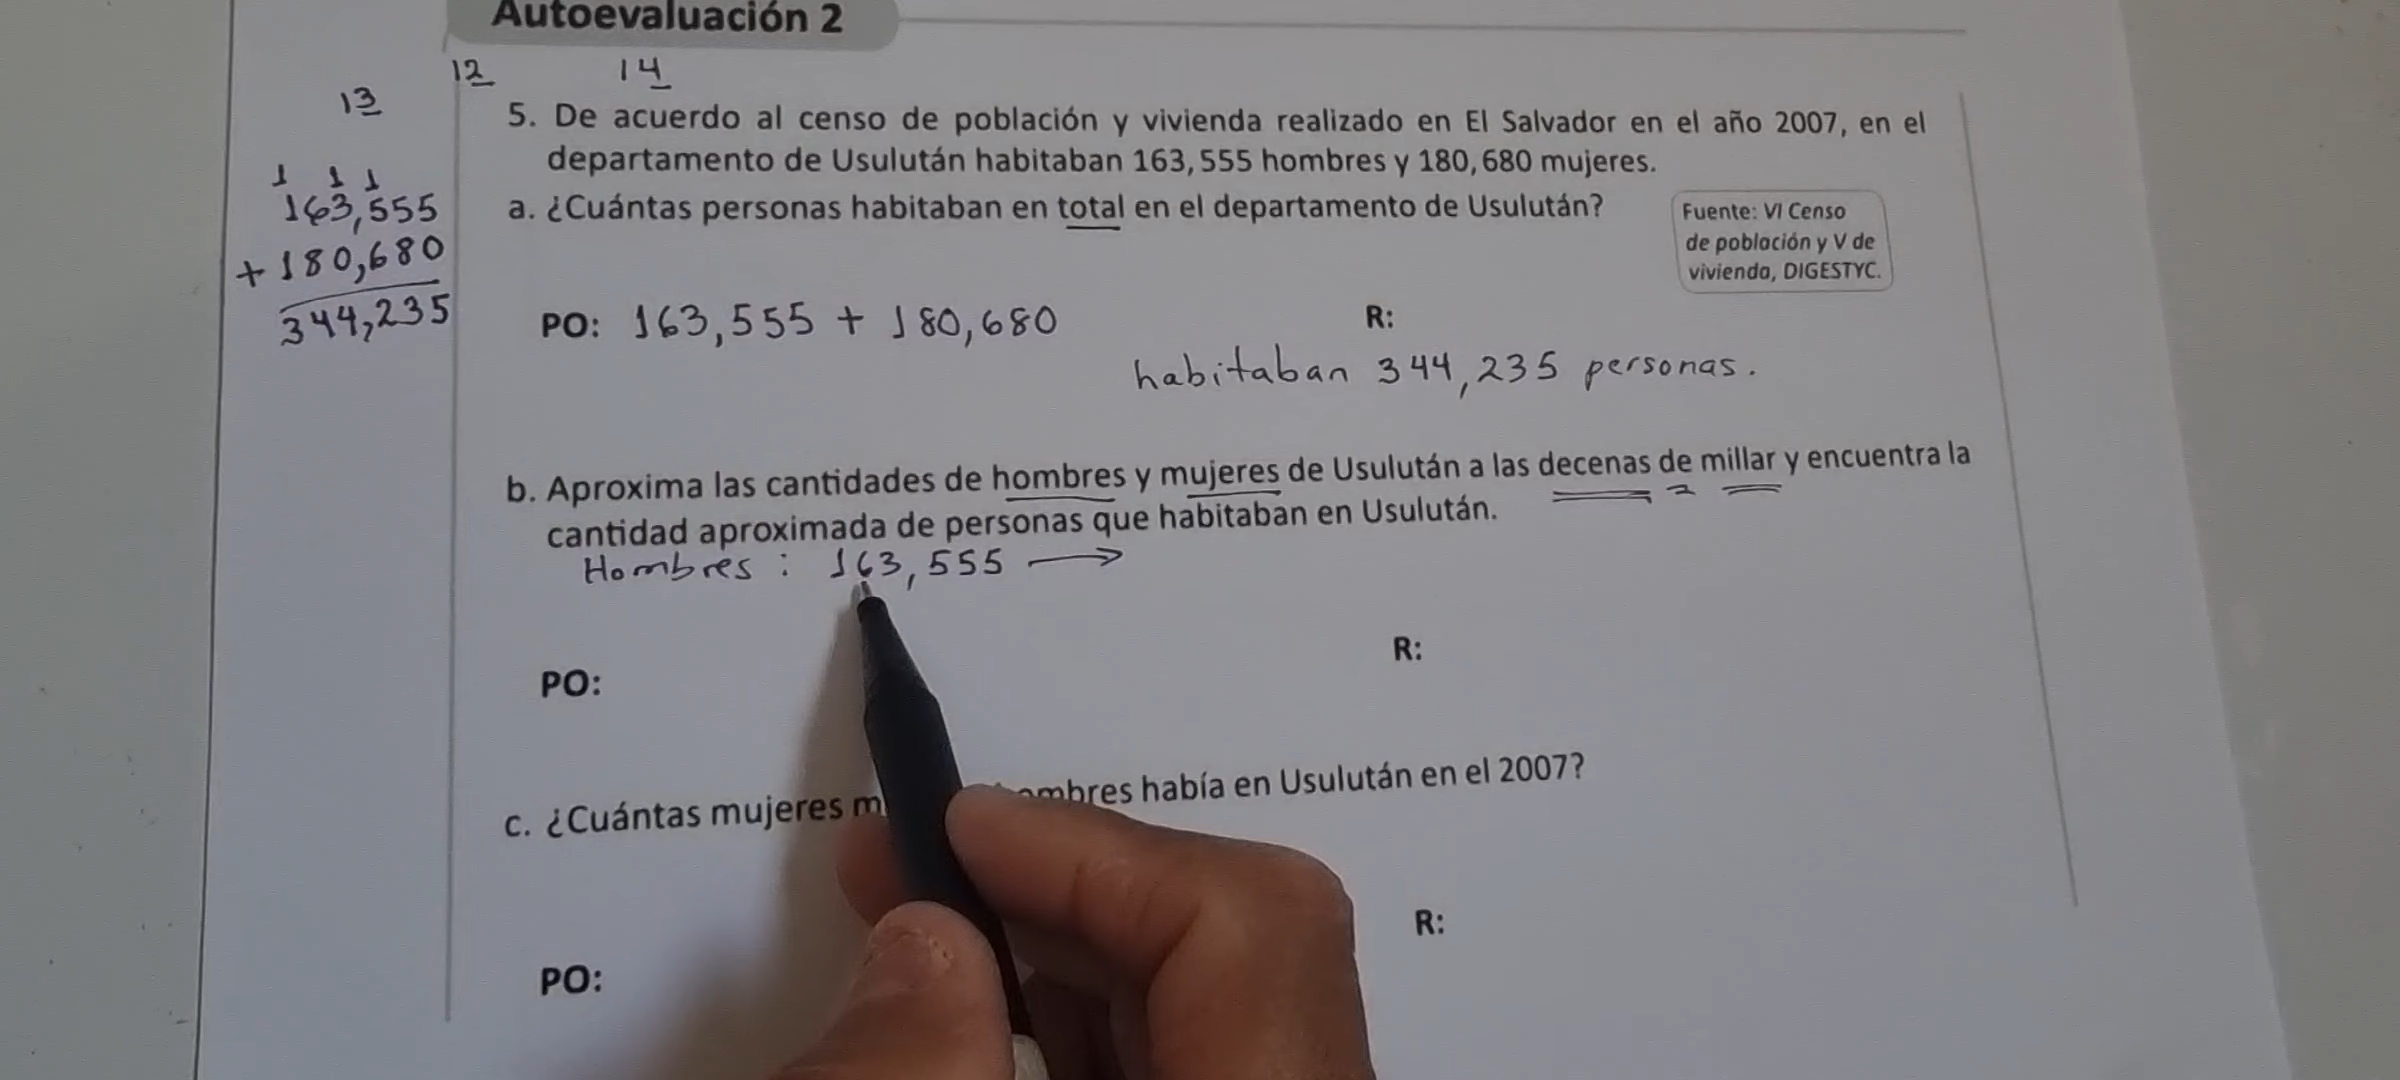 Autoevaluación 2
12 14
13
5. De acuerdo al censo de población y vivienda realizado en El Salvador en el año 2007, en el
departamento de Usulután habitaban 163,555 hombres y 180,680 mujeres.
1 1 1
163,555
+ 180,680
344,235
a. ¿Cuántas personas habitaban en total en el departamento de Usulután?
Fuente: VI Censo
de población y V de
vivienda, DIGESTYC.
PO: 163,555 + 180,680
R:
habitaban 344,235 personas.
b. Aproxima las cantidades de hombres y mujeres de Usulután a las decenas de millar y encuentra la
cantidad aproximada de personas que habitaban en Usulután.
Hombres : 163,555 →
PO:
R:
c. ¿Cuántas mujeres había en Usulután en el 2007?
PO:
R: